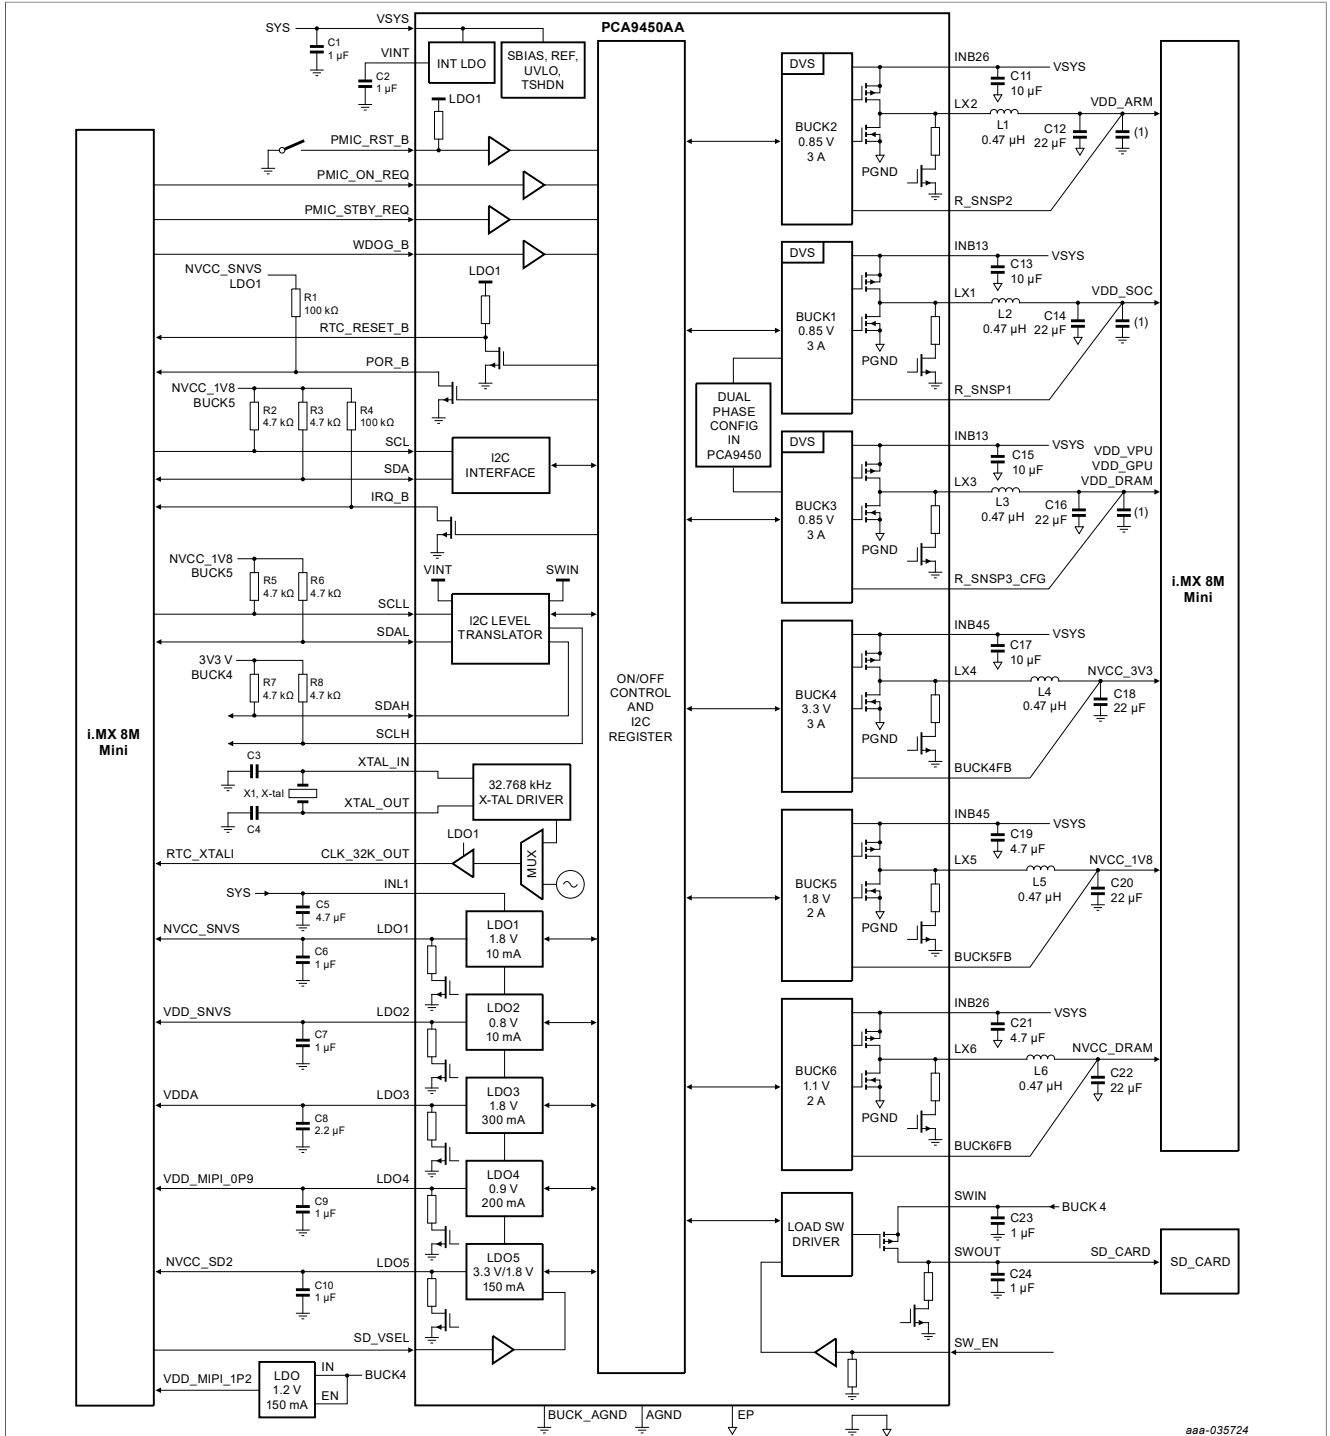 PCA9450AA
SYS
VSYS
C1
1 µF
VINT
C2
1 µF
INT LDO
SBIAS, REF,
UVLO,
TSHDN
LDO1
PMIC_RST_B
PMIC_ON_REQ
PMIC_STBY_REQ
WDOG_B
NVCC_SNVS
LDO1
R1
100 kΩ
LDO1
RTC_RESET_B
POR_B
NVCC_1V8
BUCK5
R2
4.7 kΩ
R3
4.7 kΩ
R4
100 kΩ
SCL
SDA
IRQ_B
I2C
INTERFACE
NVCC_1V8
BUCK5
R5
4.7 kΩ
R6
4.7 kΩ
VINT
SWIN
SCLL
SDAL
I2C LEVEL
TRANSLATOR
3V3 V
BUCK4
R7
4.7 kΩ
R8
4.7 kΩ
SDAH
SCLH
i.MX 8M
Mini
C3
XTAL_IN
X1, X-tal
XTAL_OUT
C4
32.768 kHz
X-TAL DRIVER
LDO1
MUX
RTC_XTALI
CLK_32K_OUT
SYS
INL1
C5
4.7 µF
NVCC_SNVS
LDO1
C6
1 µF
LDO1
1.8 V
10 mA
VDD_SNVS
LDO2
C7
1 µF
LDO2
0.8 V
10 mA
VDDA
LDO3
C8
2.2 µF
LDO3
1.8 V
300 mA
VDD_MIPI_0P9
LDO4
C9
1 µF
LDO4
0.9 V
200 mA
NVCC_SD2
LDO5
C10
1 µF
LDO5
3.3 V/1.8 V
150 mA
SD_VSEL
VDD_MIPI_1P2
LDO
1.2 V
150 mA
IN
EN
BUCK4
ON/OFF
CONTROL
AND
I2C
REGISTER
DVS
BUCK2
0.85 V
3 A
PGND
INB26
VSYS
C11
10 µF
LX2
L1
0.47 µH
C12
22 µF
VDD_ARM
(1)
R_SNSP2
DVS
BUCK1
0.85 V
3 A
PGND
INB13
VSYS
C13
10 µF
LX1
L2
0.47 µH
C14
22 µF
VDD_SOC
(1)
R_SNSP1
DUAL
PHASE
CONFIG
IN
PCA9450
DVS
BUCK3
0.85 V
3 A
PGND
INB13
VSYS
C15
10 µF
LX3
L3
0.47 µH
C16
22 µF
VDD_VPU
VDD_GPU
VDD_DRAM
(1)
R_SNSP3_CFG
i.MX 8M
Mini
BUCK4
3.3 V
3 A
PGND
INB45
VSYS
C17
10 µF
LX4
L4
0.47 µH
NVCC_3V3
C18
22 µF
BUCK4FB
BUCK5
1.8 V
2 A
PGND
INB45
VSYS
C19
4.7 µF
LX5
L5
0.47 µH
NVCC_1V8
C20
22 µF
BUCK5FB
BUCK6
1.1 V
2 A
PGND
INB26
VSYS
C21
4.7 µF
LX6
L6
0.47 µH
NVCC_DRAM
C22
22 µF
BUCK6FB
LOAD SW
DRIVER
SWIN
BUCK 4
C23
1 µF
SWOUT
SD_CARD
C24
1 µF
SD_CARD
SW_EN
BUCK_AGND
AGND
EP
aaa-035724